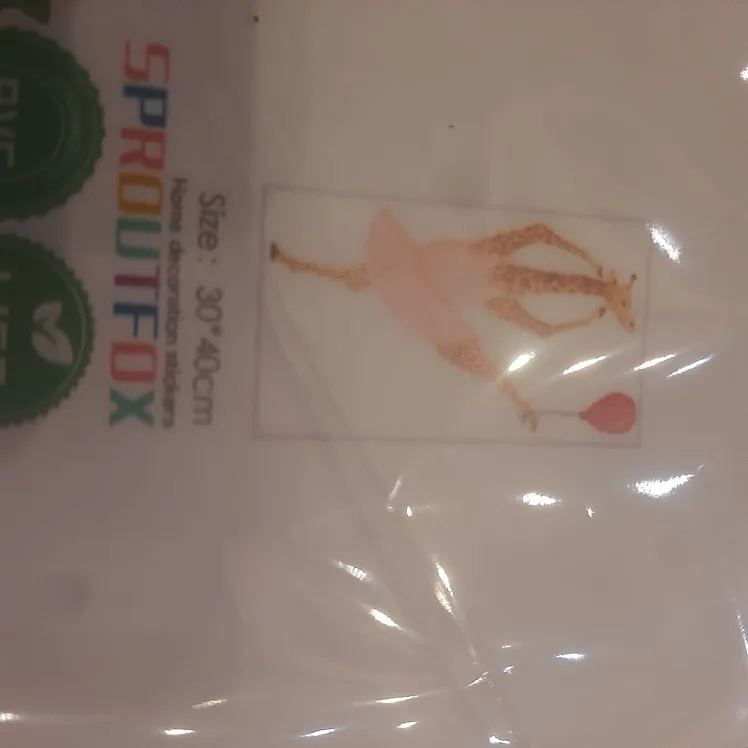 SPROUTFOX
Home decoration stickers
Size: 30*40cm